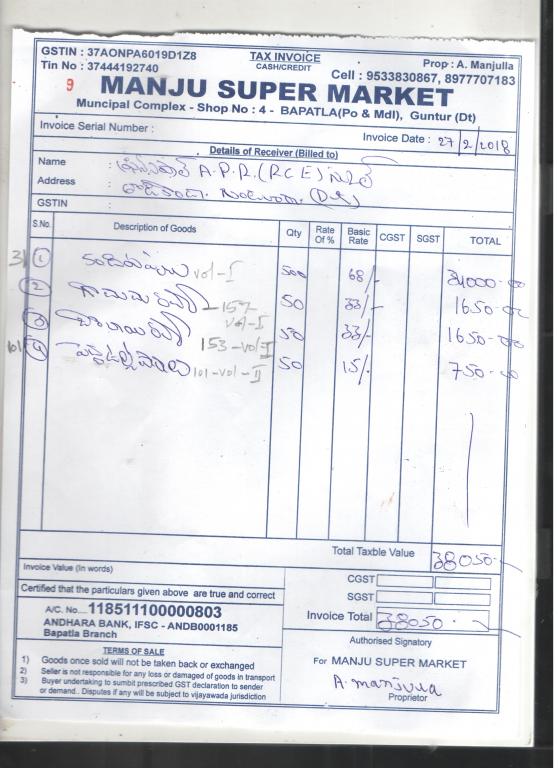 GSTIN : 37AONPA6019D1Z8 TAX INVOICE Prop : A. Manjulla
Tin No : 37444192740 CASH/CREDIT Cell : 9533830867, 8977707183
9 MANJU SUPER MARKET
Muncipal Complex - Shop No : 4 - BAPATLA(Po & Mdl), Guntur (Dt)
Invoice Serial Number : Invoice Date : 27/2/2018
Details of Receiver (Billed to)
Name : A.P.R.(RCE)
Address :
GSTIN :
S.No. Description of Goods Qty Rate Of % Basic Rate CGST SGST TOTAL
31 1 కందిపప్పు vol-I 500 68/- 34000-00
2 157- vol-I 50 33/- 1650-00
3 153-vol I 50 33/- 1650-00
101 4 101-vol-II 50 15/- 750-00
Total Taxble Value 38050-
Invoice Value (In words)
CGST
Certified that the particulars given above are true and correct SGST
A/C. No.... 118511100000803 Invoice Total 38050-
ANDHARA BANK, IFSC - ANDB0001185
Bapatla Branch Authorised Signatory
TERMS OF SALE
1) Goods once sold will not be taken back or exchanged For MANJU SUPER MARKET
2) Seller is not responsible for any loss or damaged of goods in transport
3) Buyer undertaking to sumbit prescribed GST declaration to sender A. Manjula
or demand.. Disputes if any will be subject to vijayawada jurisdiction Proprietor